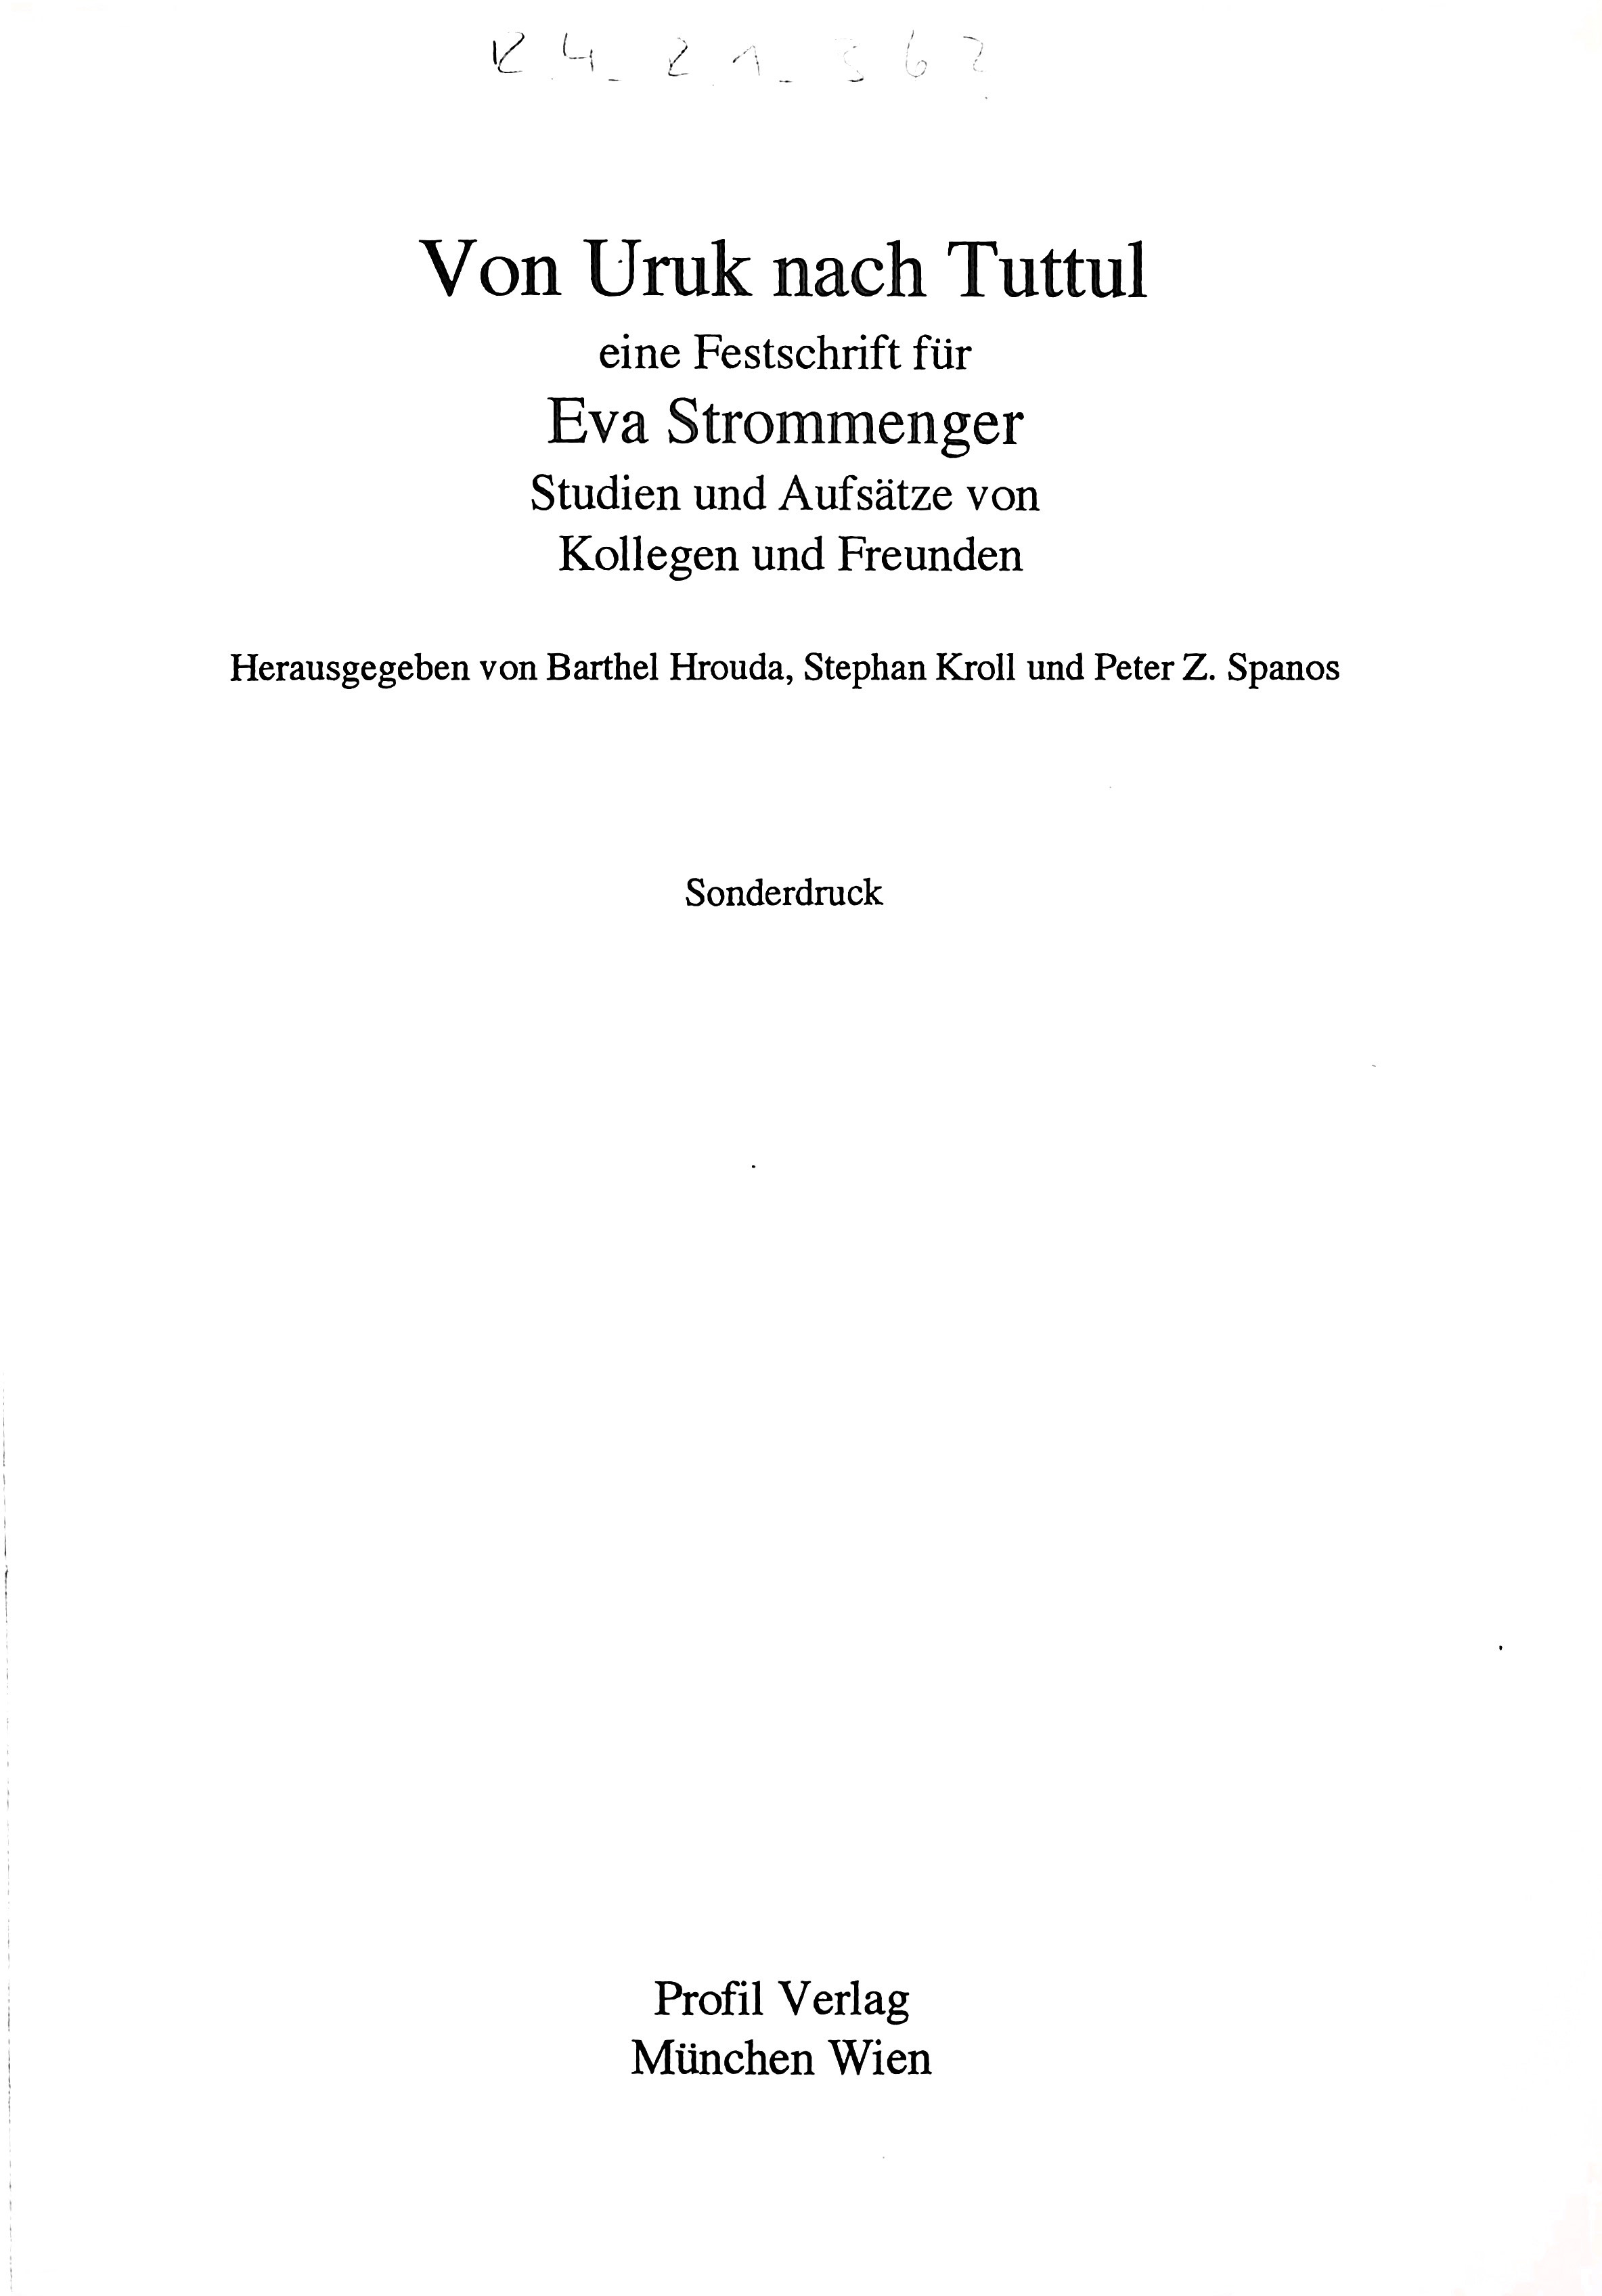 Von Uruk nach Tuttul
eine Festschrift für
Eva Strommenger
Studien und Aufsätze von
Kollegen und Freunden
Herausgegeben von Barthel Hrouda, Stephan Kroll und Peter Z. Spanos
Sonderdruck
Profil Verlag
München Wien